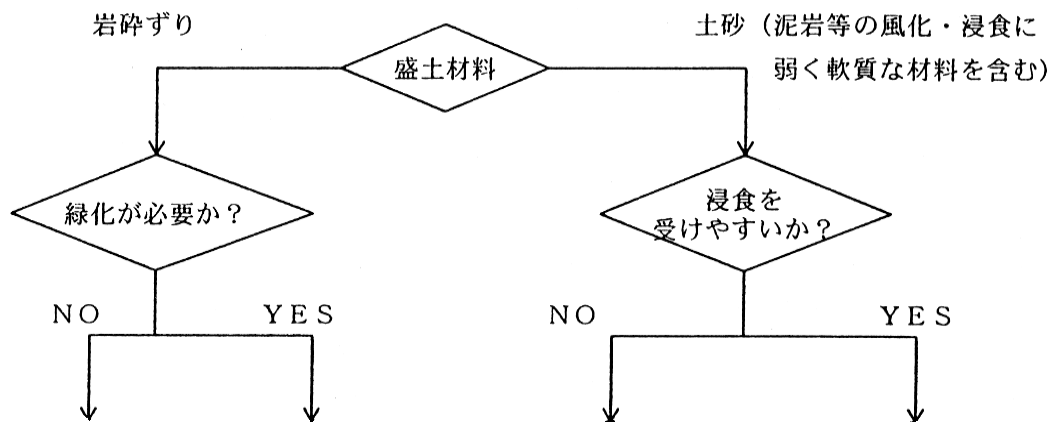 岩砕ずり
盛土材料
土砂（泥岩等の風化・浸食に
弱く軟質な材料を含む）
緑化が必要か？
浸食を
受けやすいか？
NO
YES
NO
YES